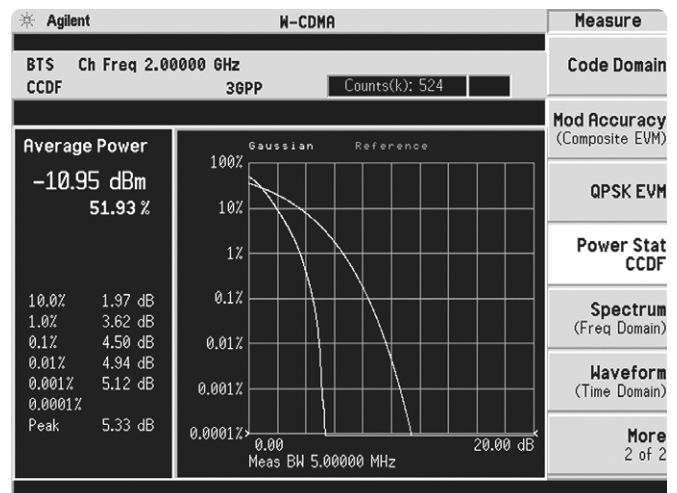 Agilent
W-CDMA
Measure
BTS Ch Freq 2.00000 GHz
CCDF 3GPP Counts(k): 524
Average Power
-10.95 dBm
51.93 %
10.0% 1.97 dB
1.0% 3.62 dB
0.1% 4.50 dB
0.01% 4.94 dB
0.001% 5.12 dB
0.0001%
Peak 5.33 dB
Gaussian Reference
100%
10%
1%
0.1%
0.01%
0.001%
0.0001%
0.00 20.00 dB
Meas BW 5.00000 MHz
Code Domain
Mod Accuracy
(Composite EVM)
QPSK EVM
Power Stat
CCDF
Spectrum
(Freq Domain)
Waveform
(Time Domain)
More
2 of 2